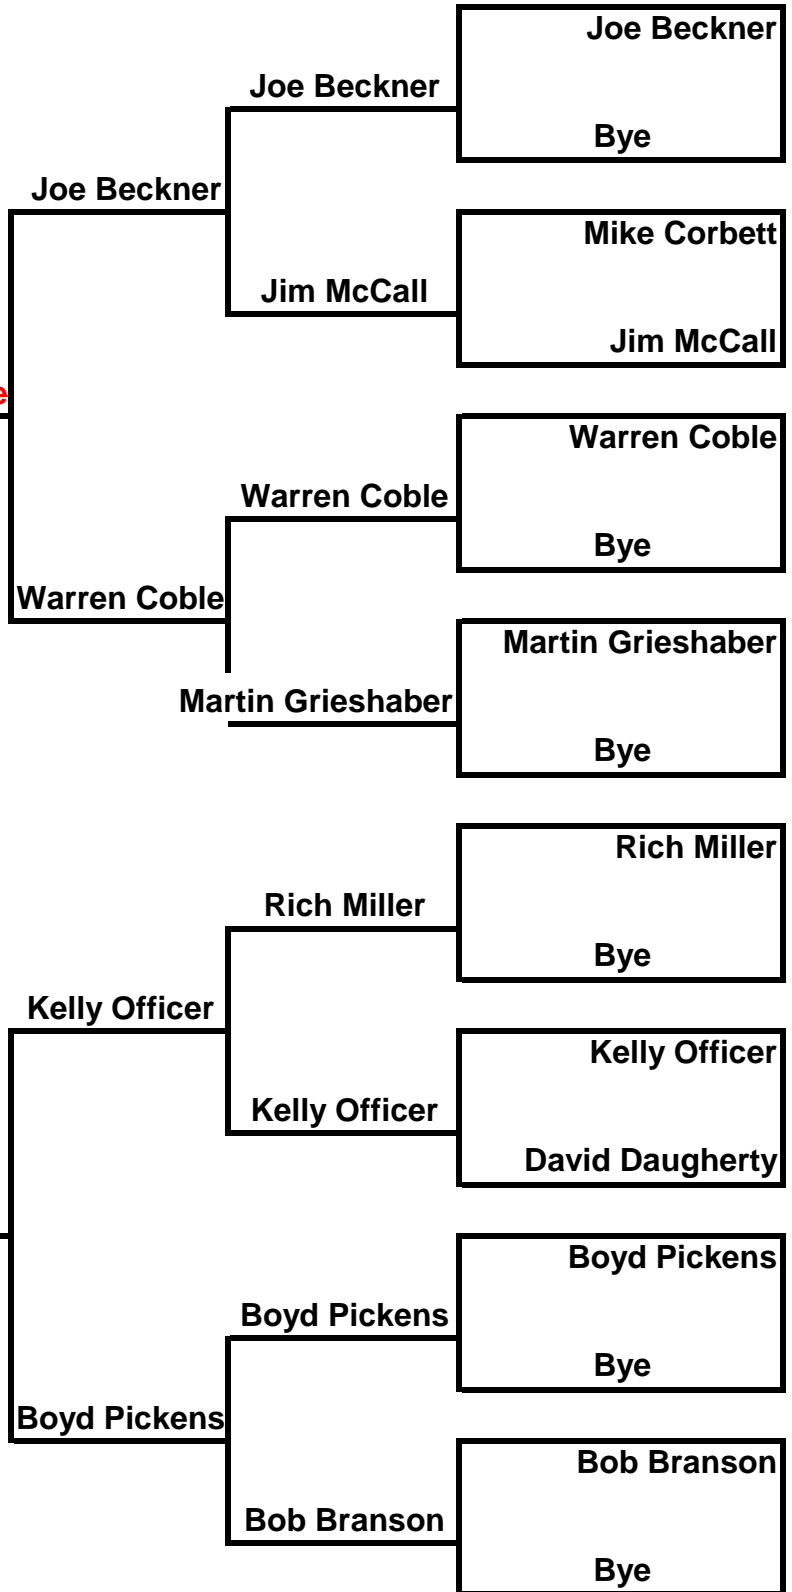 Joe Beckner
Joe Beckner
Bye
Joe Beckner
Mike Corbett
Jim McCall
Jim McCall
e
Warren Coble
Warren Coble
Bye
Warren Coble
Martin Grieshaber
Martin Grieshaber
Bye
Rich Miller
Rich Miller
Bye
Kelly Officer
Kelly Officer
Kelly Officer
David Daugherty
Boyd Pickens
Boyd Pickens
Bye
Boyd Pickens
Bob Branson
Bob Branson
Bye